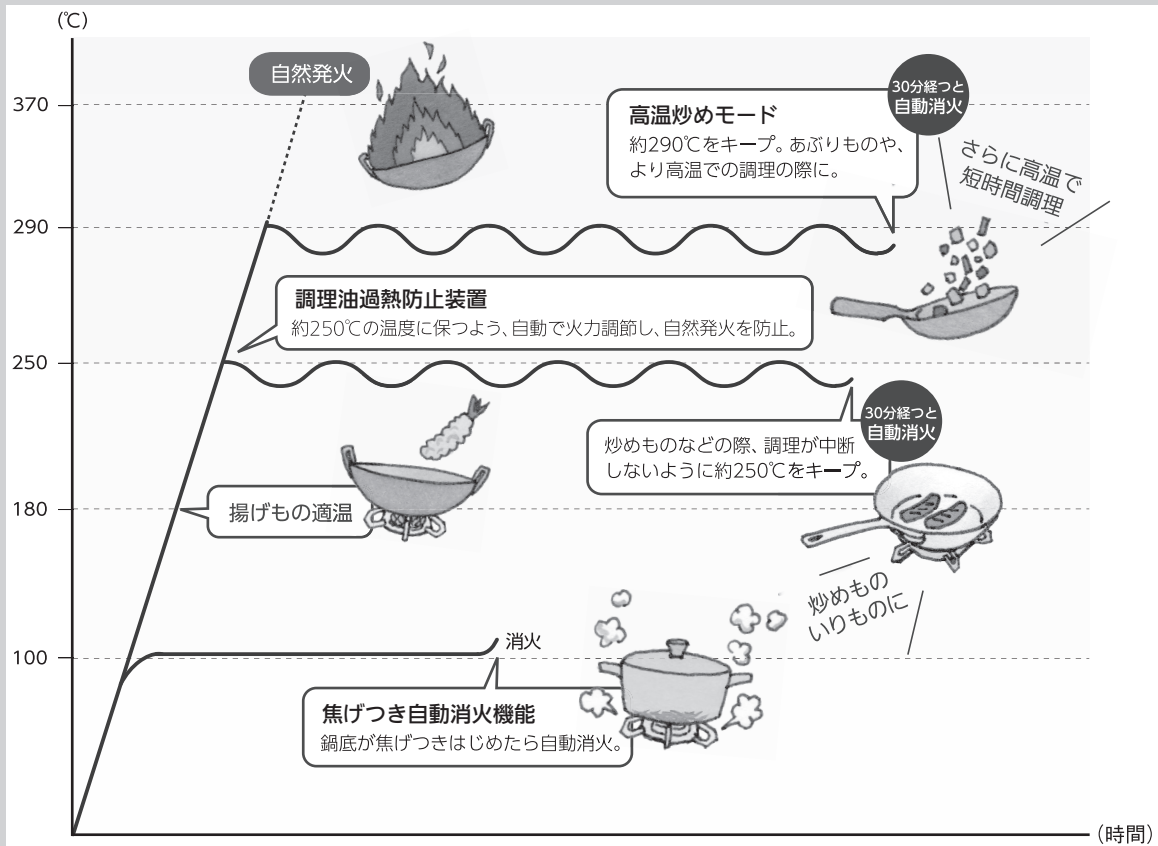 (℃)
自然発火
370
30分経つと
自動消火
高温炒めモード
約290℃をキープ。あぶりものや、
より高温での調理の際に。
さらに高温で
短時間調理
290
調理油過熱防止装置
約250℃の温度に保つよう、自動で火力調節し、自然発火を防止。
250
30分経つと
自動消火
炒めものなどの際、調理が中断
しないように約250℃をキープ。
180
揚げもの適温
炒めもの
いりものに
100
消火
焦げつき自動消火機能
鍋底が焦げつきはじめたら自動消火。
(時間)